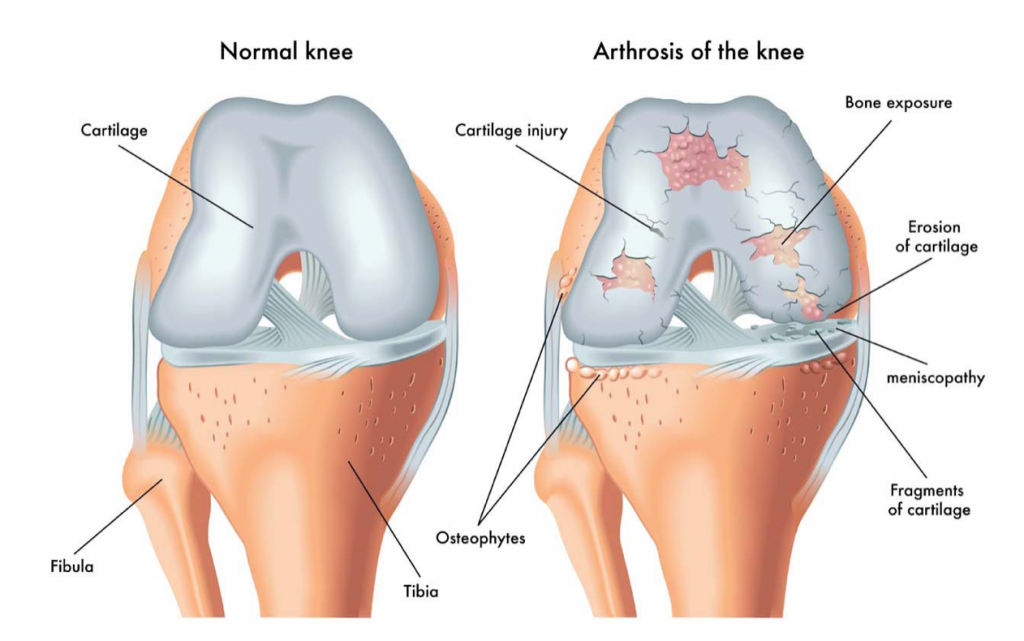 Normal knee
Cartilage
Fibula
Tibia
Arthrosis of the knee
Cartilage injury
Bone exposure
Erosion
of cartilage
meniscopathy
Fragments
of cartilage
Osteophytes